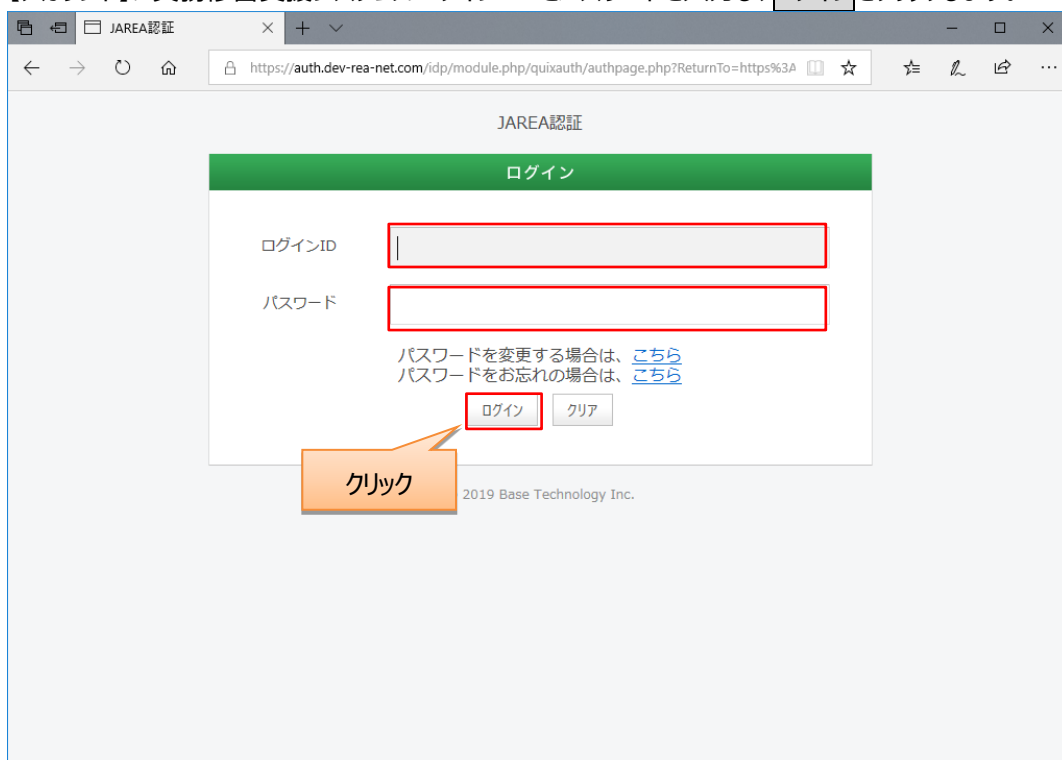 JAREA認証
https://auth.dev-rea-net.com/idp/module.php/quixauth/authpage.php?ReturnTo=https%3A
JAREA認証
ログイン
ログインID
パスワード
パスワードを変更する場合は、こちら
パスワードをお忘れの場合は、こちら
ログイン クリア
クリック
2019 Base Technology Inc.